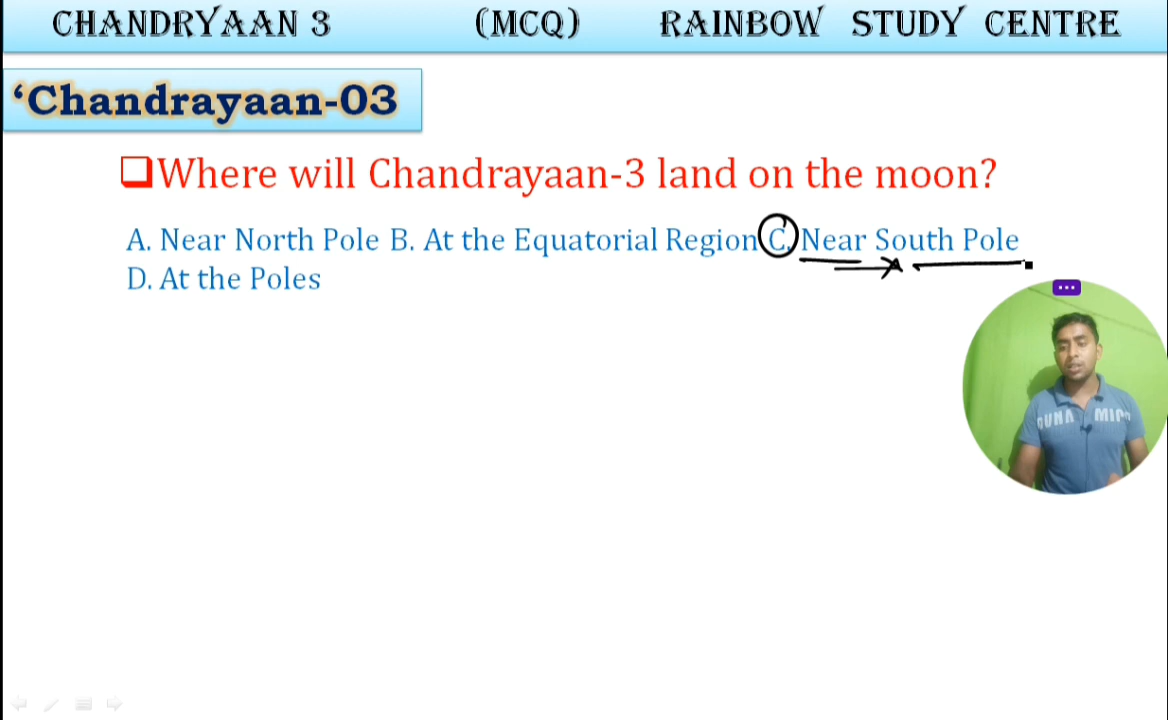 CHANDRYAAN 3 (MCQ) RAINBOW STUDY CENTRE
‘Chandrayaan-03
❑Where will Chandrayaan-3 land on the moon?
A. Near North Pole B. At the Equatorial Region C. Near South Pole
D. At the Poles